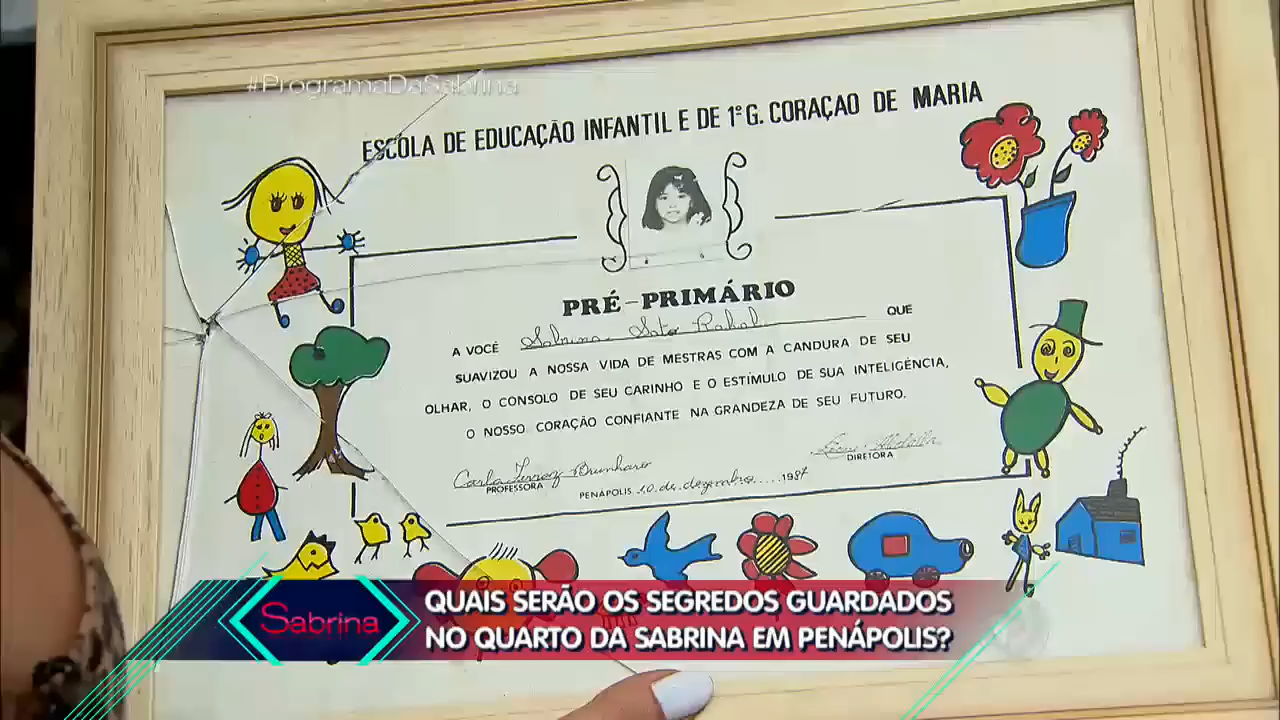 #ProgramaDaSabrina
ESCOLA DE EDUCAÇÃO INFANTIL E DE 1º G. CORAÇAO DE MARIA
PRÉ-PRIMÁRIO
A VOCÊ Sabrina Sato Rahal QUE
SUAVIZOU A NOSSA VIDA DE MESTRAS COM A CANDURA DE SEU
OLHAR, O CONSOLO DE SEU CARINHO E O ESTÍMULO DE SUA INTELIGÊNCIA,
O NOSSO CORAÇÃO CONFIANTE NA GRANDEZA DE SEU FUTURO.
Carla Ferraz
PROFESSORA
DIRETORA
PENÁPOLIS 10 de dezembro 1987
Sabrina
QUAIS SERÃO OS SEGREDOS GUARDADOS
NO QUARTO DA SABRINA EM PENÁPOLIS?